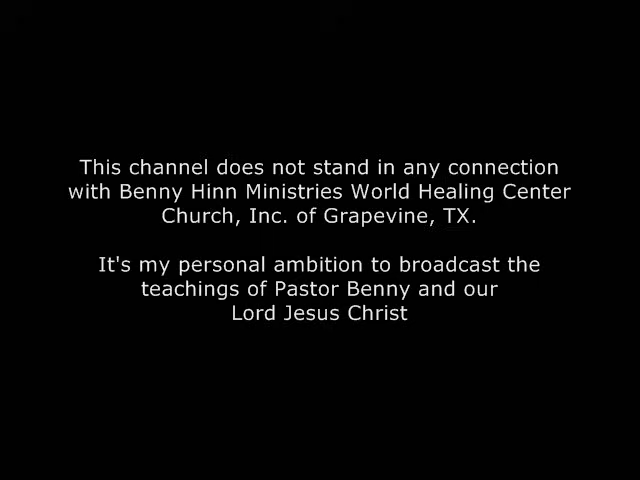 This channel does not stand in any connection
with Benny Hinn Ministries World Healing Center
Church, Inc. of Grapevine, TX.
It's my personal ambition to broadcast the
teachings of Pastor Benny and our
Lord Jesus Christ